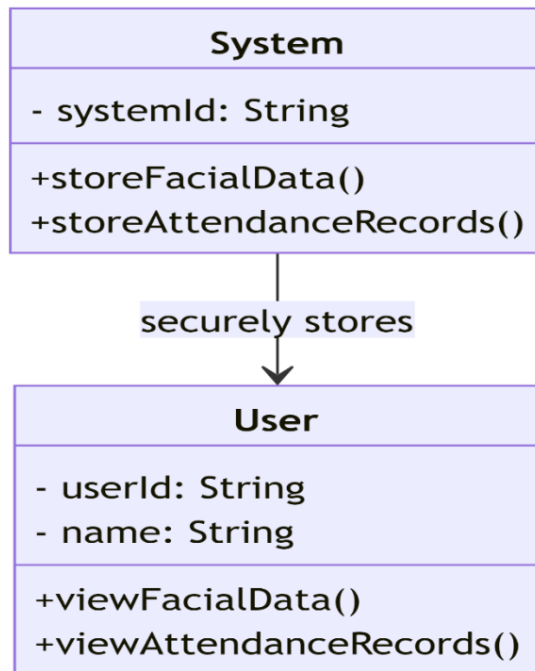 System
- systemId: String
+storeFacialData()
+storeAttendanceRecords()
securely stores
User
- userId: String
- name: String
+viewFacialData()
+viewAttendanceRecords()